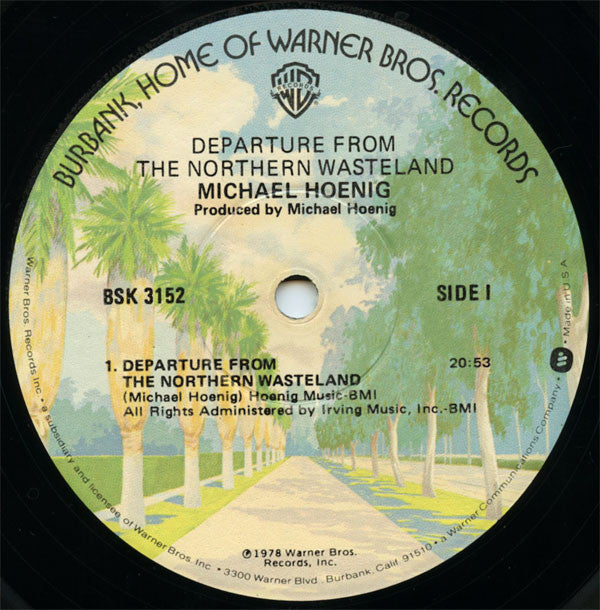 BURBANK, HOME OF WARNER BROS. RECORDS
WB
RECORDS
DEPARTURE FROM
THE NORTHERN WASTELAND
MICHAEL HOENIG
Produced by Michael Hoenig
BSK 3152
SIDE I
1. DEPARTURE FROM
THE NORTHERN WASTELAND
20:53
(Michael Hoenig) Hoenig Music-BMI
All Rights Administered by Irving Music, Inc.-BMI
℗1978 Warner Bros.
Records, Inc.
Warner Bros. Records Inc. • a subsidiary and licensee of Warner Bros. Inc. • 3300 Warner Blvd., Burbank, Calif. 91510 • a Warner Communications Company • Made in U S A